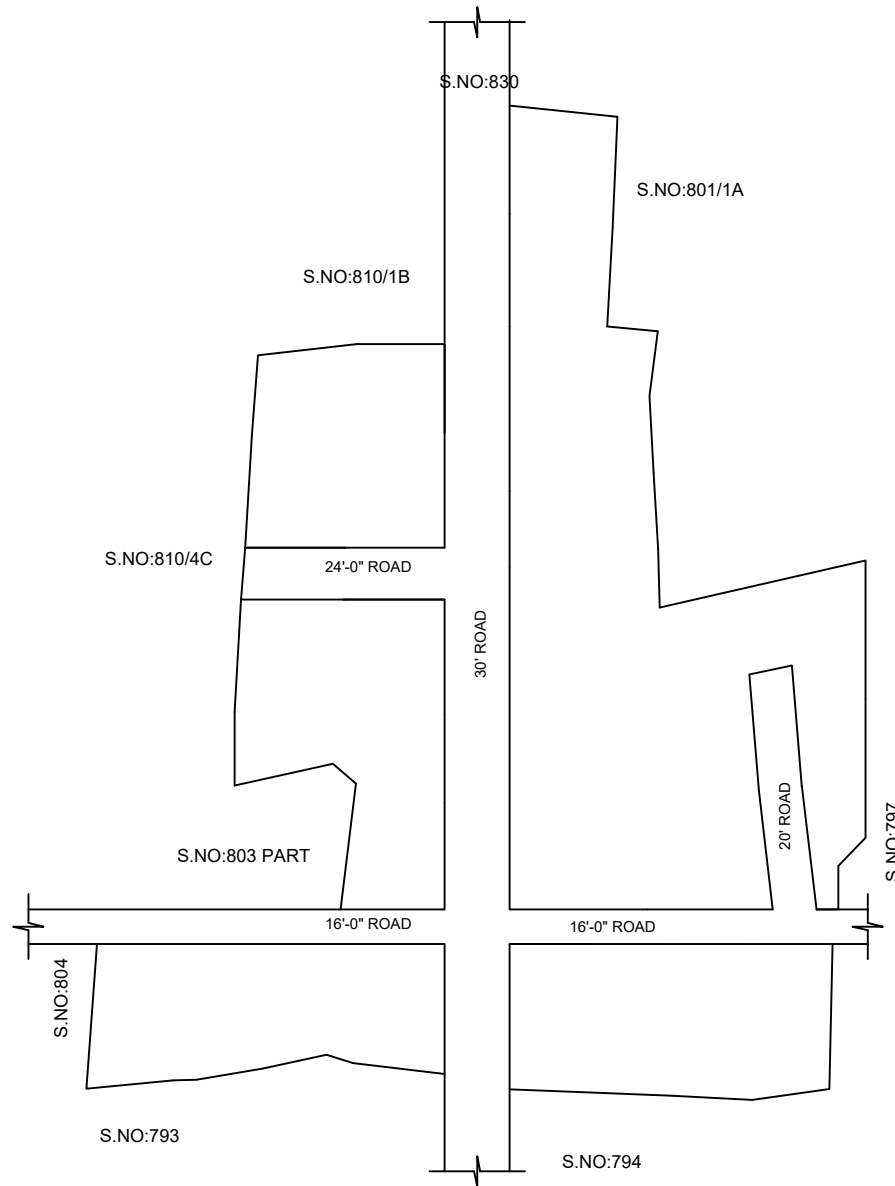 S.NO:830
S.NO:801/1A
S.NO:810/1B
S.NO:810/4C
24'-0" ROAD
30' ROAD
20' ROAD
S.NO:797
S.NO:803 PART
16'-0" ROAD
16'-0" ROAD
S.NO:804
S.NO:793
S.NO:794